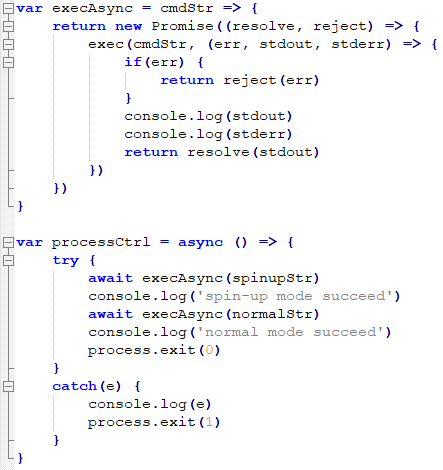 var execAsync = cmdStr => {
    return new Promise((resolve, reject) => {
        exec(cmdStr, (err, stdout, stderr) => {
            if(err) {
                return reject(err)
            }
            console.log(stdout)
            console.log(stderr)
            return resolve(stdout)
        })
    })
}

var processCtrl = async () => {
    try {
        await execAsync(spinupStr)
        console.log('spin-up mode succeed')
        await execAsync(normalStr)
        console.log('normal mode succeed')
        process.exit(0)
    }
    catch(e) {
        console.log(e)
        process.exit(1)
    }
}